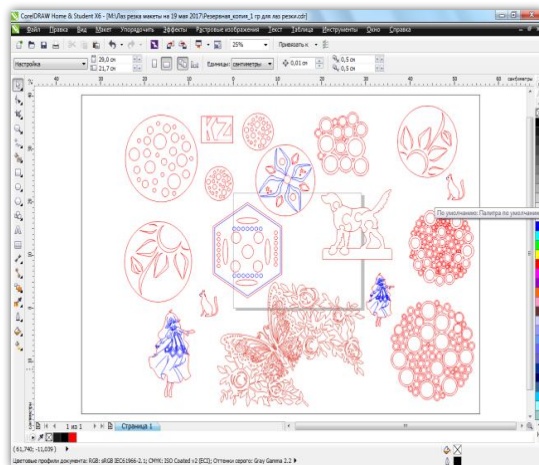 CorelDRAW Home & Student X6 - [M:\Лаз резка макеты на 19 мая 2017\Резервная_копия_1 гр для лаз резки.cdr]
Файл Правка Вид Макет Упорядочить Эффекты Растровые изображения Текст Таблица Инструменты Окно Справка
25% Привязать к
Настройка 29,0 см 21,7 см Единицы: сантиметры 0,01 см 0,5 см 0,5 см
сантиметры
KZ
По умолчанию: Палитра по умолчанию
1 из 1 Страница 1
(61,740; -11,039)
Цветовые профили документа: RGB: sRGB IEC61966-2.1; CMYK: ISO Coated v2 (ECI); Оттенки серого: Gray Gamma 2.2